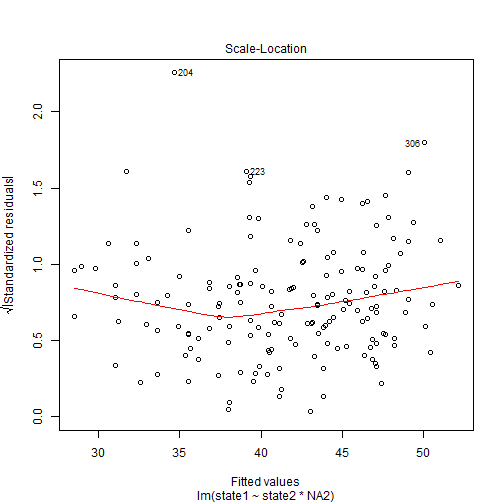 Scale-Location
√|Standardized residuals|
2.0
1.5
1.0
0.5
0.0
204
306
223
30 35 40 45 50
Fitted values
lm(state1 ~ state2 * NA2)